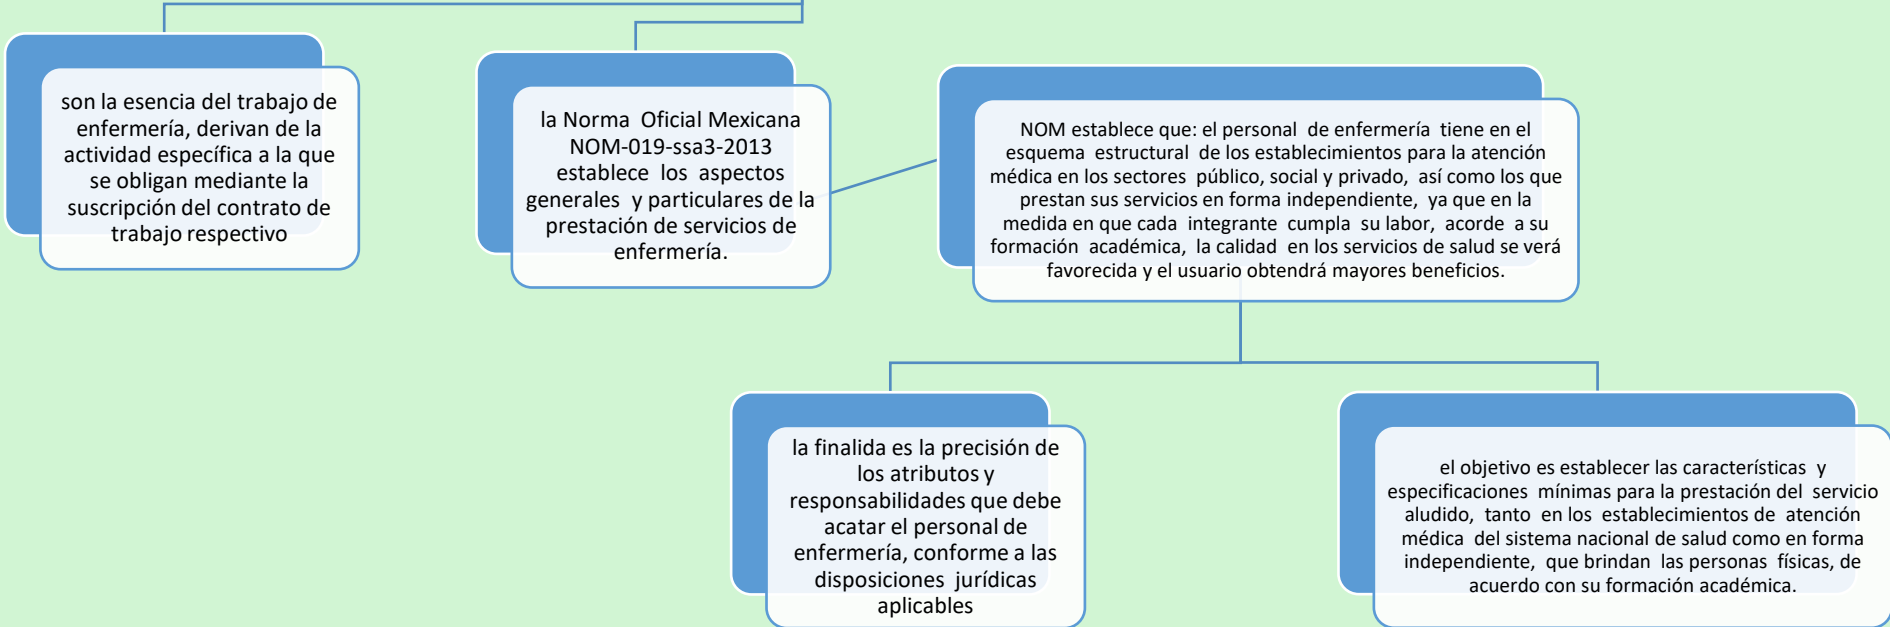 son la esencia del trabajo de
enfermería, derivan de la
actividad específica a la que
se obligan mediante la
suscripción del contrato de
trabajo respectivo
la Norma Oficial Mexicana
NOM-019-ssa3-2013
establece los aspectos
generales y particulares de la
prestación de servicios de
enfermería.
NOM establece que: el personal de enfermería tiene en el
esquema estructural de los establecimientos para la atención
médica en los sectores público, social y privado, así como los que
prestan sus servicios en forma independiente, ya que en la
medida en que cada integrante cumpla su labor, acorde a su
formación académica, la calidad en los servicios de salud se verá
favorecida y el usuario obtendrá mayores beneficios.
la finalida es la precisión de
los atributos y
responsabilidades que debe
acatar el personal de
enfermería, conforme a las
disposiciones jurídicas
aplicables
el objetivo es establecer las características y
especificaciones mínimas para la prestación del servicio
aludido, tanto en los establecimientos de atención
médica del sistema nacional de salud como en forma
independiente, que brindan las personas físicas, de
acuerdo con su formación académica.